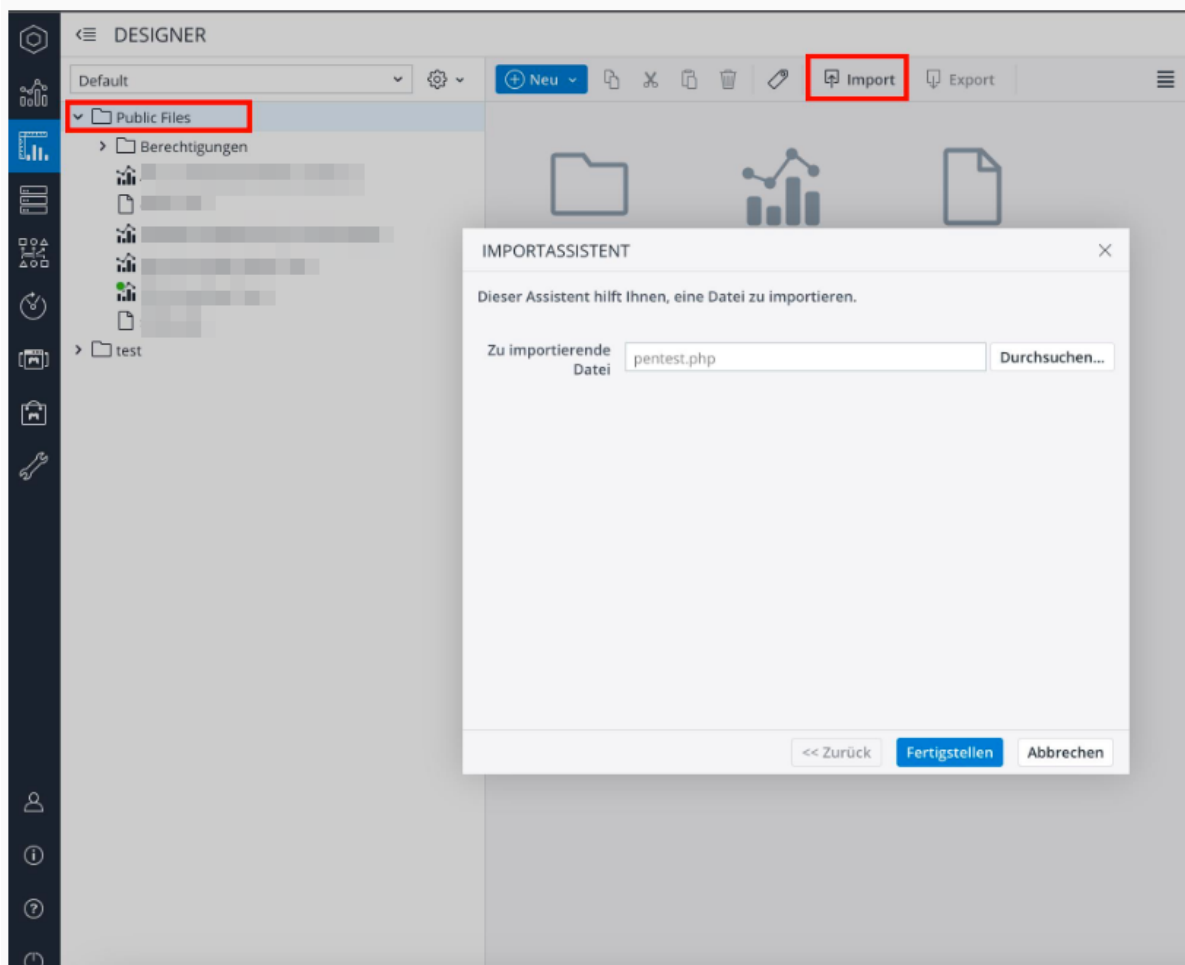 DESIGNER
Default
Neu
Import
Export
Public Files
Berechtigungen
test
IMPORTASSISTENT
Dieser Assistent hilft Ihnen, eine Datei zu importieren.
Zu importierende
Datei
pentest.php
Durchsuchen...
<< Zurück
Fertigstellen
Abbrechen